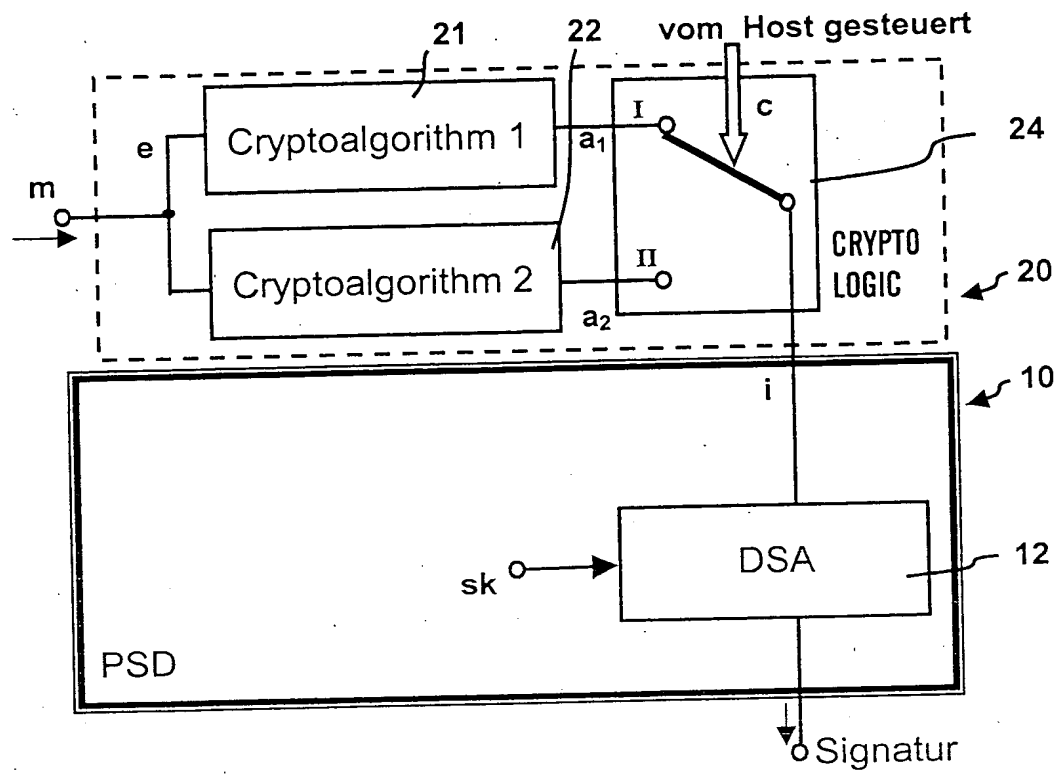 21
22
vom Host gesteuert
Cryptoalgorithm 1
e
a₁
I
c
24
m
Cryptoalgorithm 2
a₂
II
CRYPTO
LOGIC
20
i
10
sk
DSA
12
PSD
Signatur